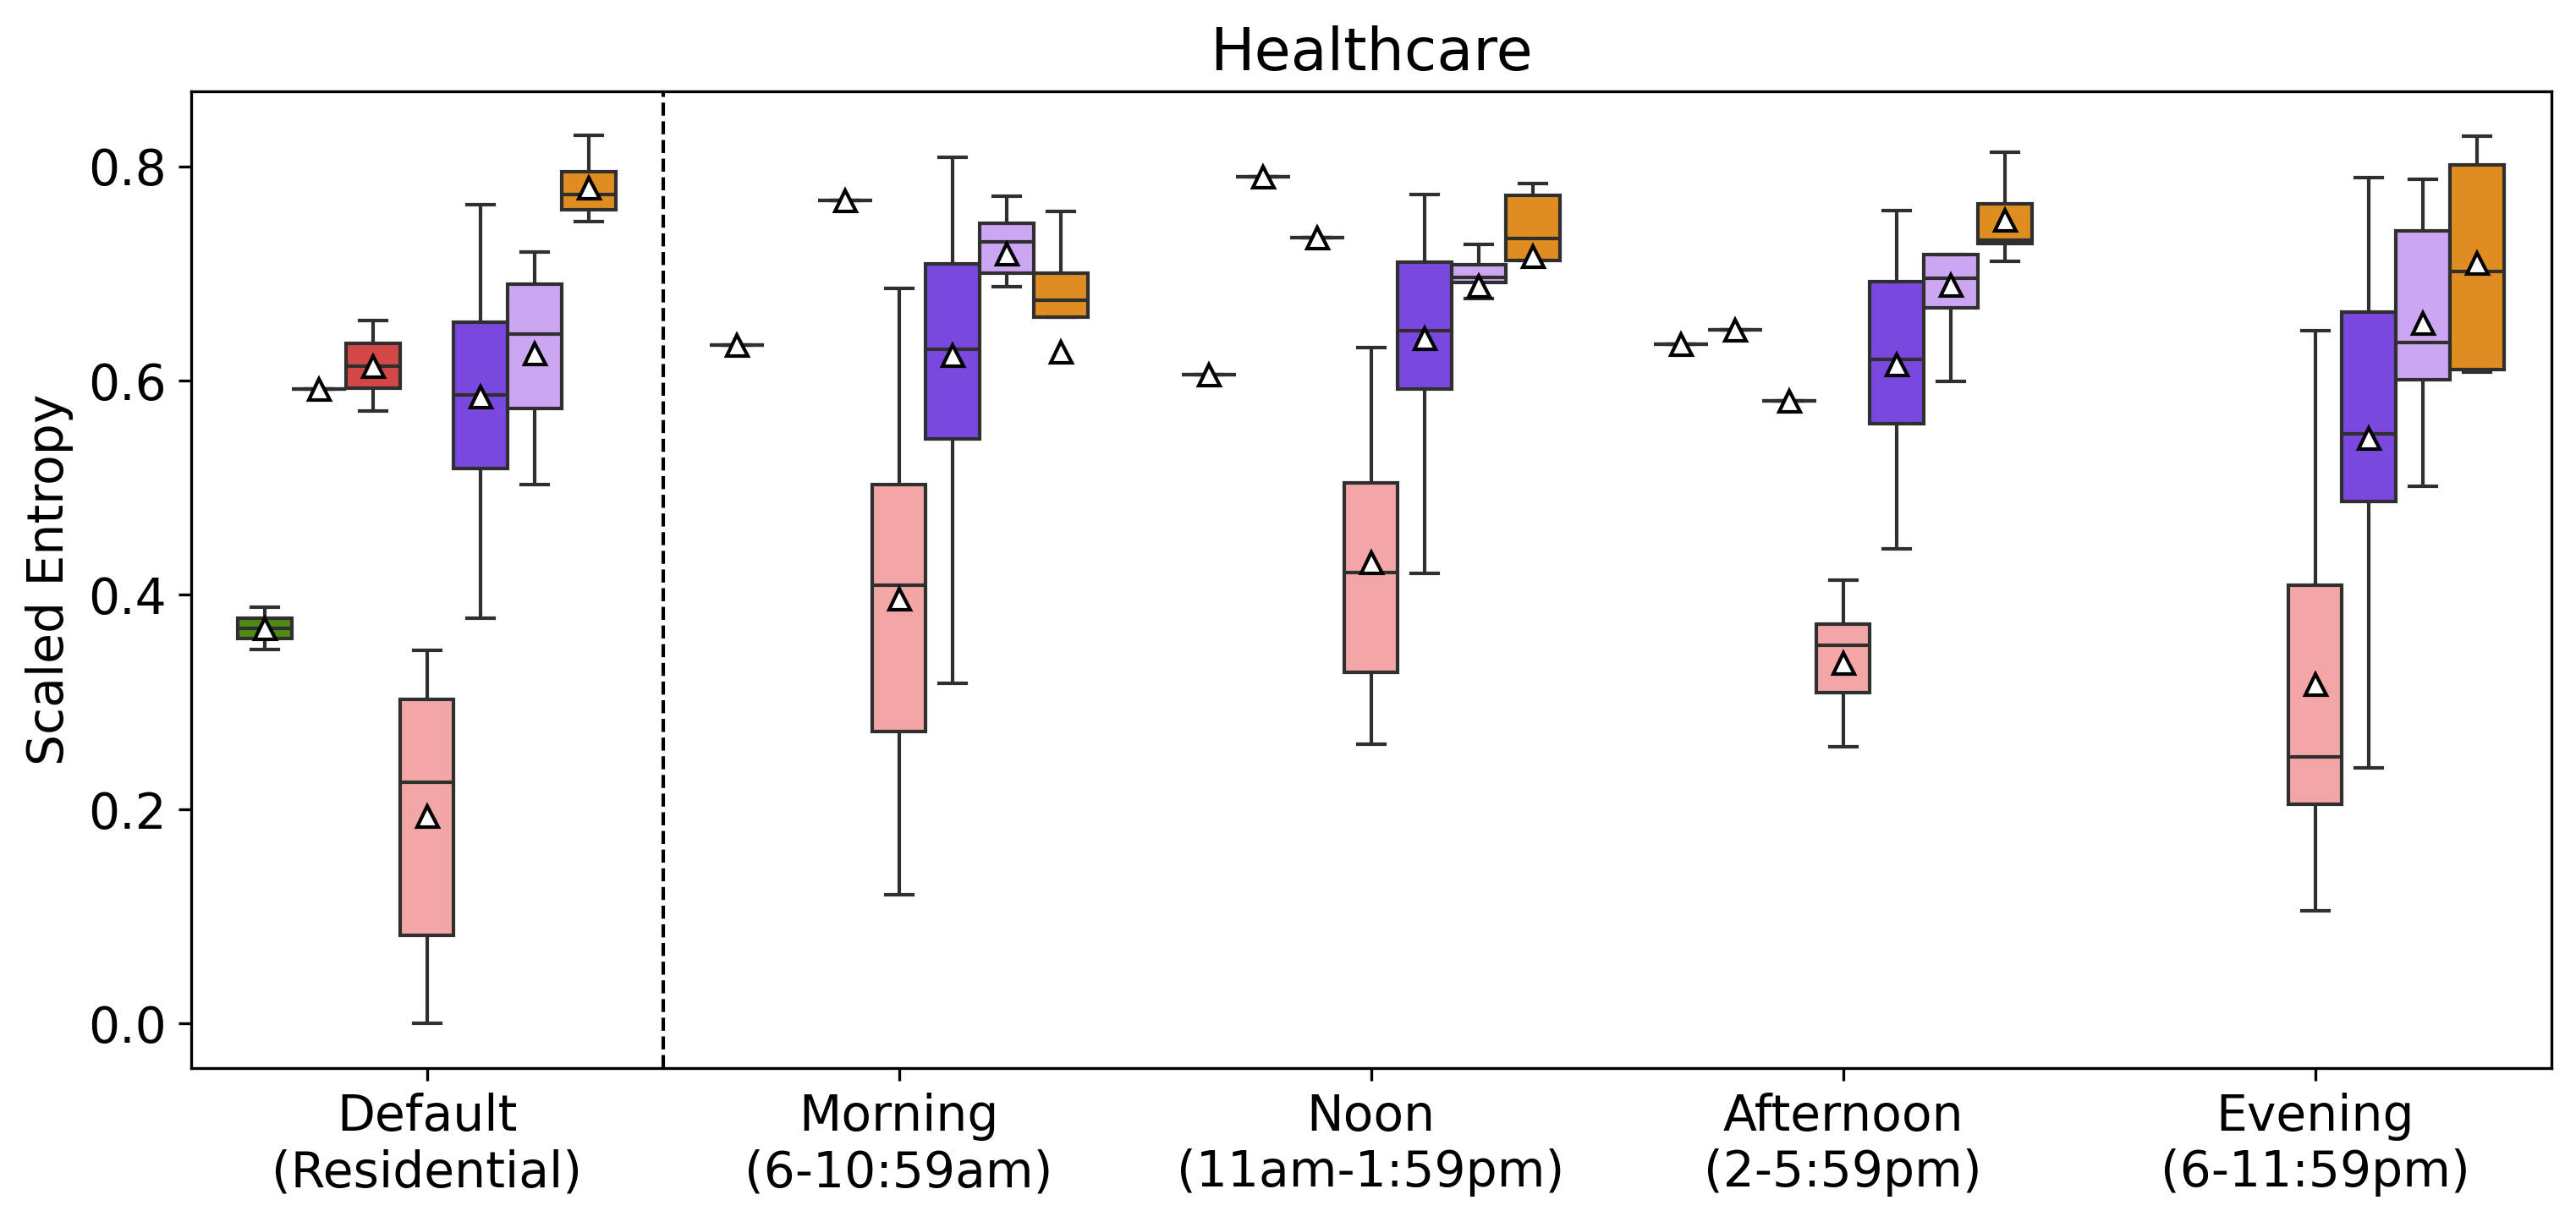 Healthcare
Scaled Entropy
0.8
0.6
0.4
0.2
0.0
Default
(Residential)
Morning
(6-10:59am)
Noon
(11am-1:59pm)
Afternoon
(2-5:59pm)
Evening
(6-11:59pm)